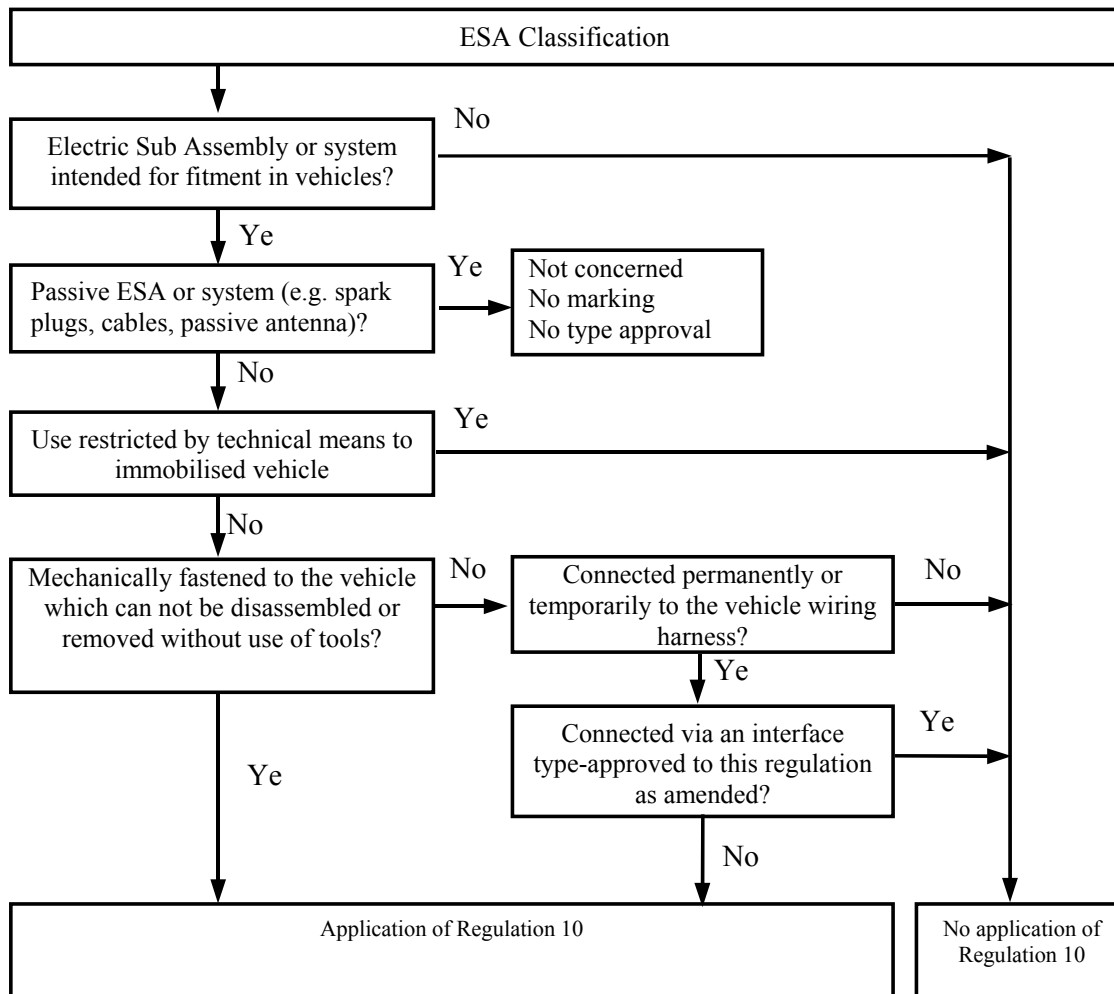 ESA Classification
No
Electric Sub Assembly or system
intended for fitment in vehicles?
Ye
Ye
Passive ESA or system (e.g. spark
plugs, cables, passive antenna)?
Not concerned
No marking
No type approval
No
Ye
Use restricted by technical means to
immobilised vehicle
No
Mechanically fastened to the vehicle
which can not be disassembled or
removed without use of tools?
No
Connected permanently or
temporarily to the vehicle wiring
harness?
No
Ye
Connected via an interface
type-approved to this regulation
as amended?
Ye
Ye
No
Application of Regulation 10
No application of
Regulation 10